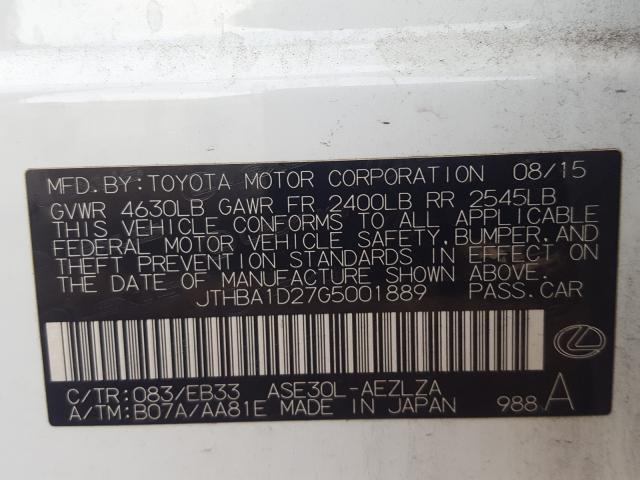 MFD. BY: TOYOTA MOTOR CORPORATION 08/15
GVWR 4630LB GAWR FR 2400LB RR 2545LB
THIS VEHICLE CONFORMS TO ALL APPLICABLE
FEDERAL MOTOR VEHICLE SAFETY, BUMPER, AND
THEFT PREVENTION STANDARDS IN EFFECT ON
THE DATE OF MANUFACTURE SHOWN ABOVE.
JTHBA1D27G5001889 PASS.CAR
C/TR: 083/EB33 ASE30L-AEZLZA
A/TM: B07A/AA81E MADE IN JAPAN 988 A